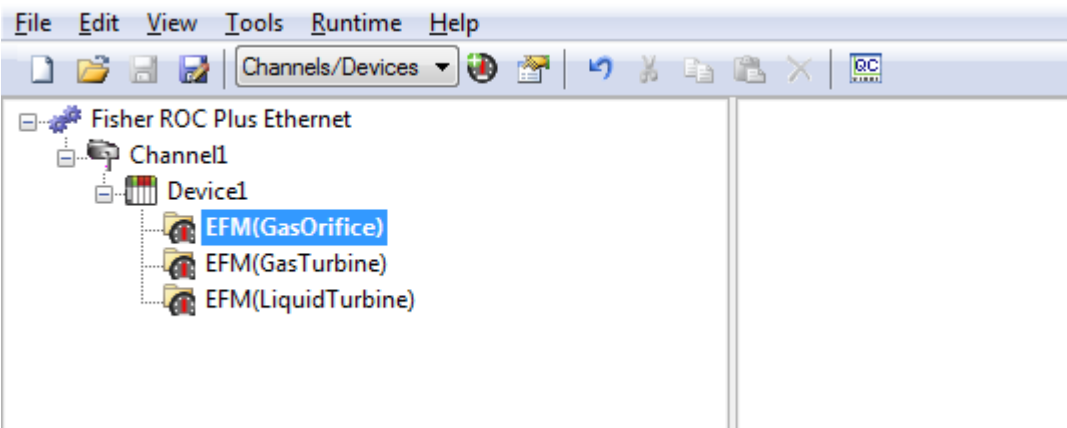 File Edit View Tools Runtime Help
Channels/Devices QC
Fisher ROC Plus Ethernet
Channel1
Device1
EFM(GasOrifice)
EFM(GasTurbine)
EFM(LiquidTurbine)